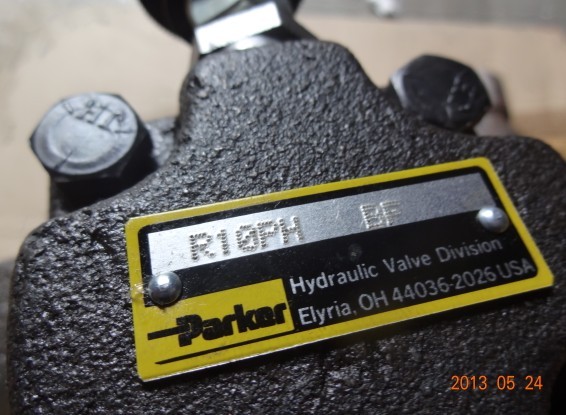 R10PH BF
Hydraulic Valve Division
Elyria, OH 44036-2026 USA
Parker
2013 05 24